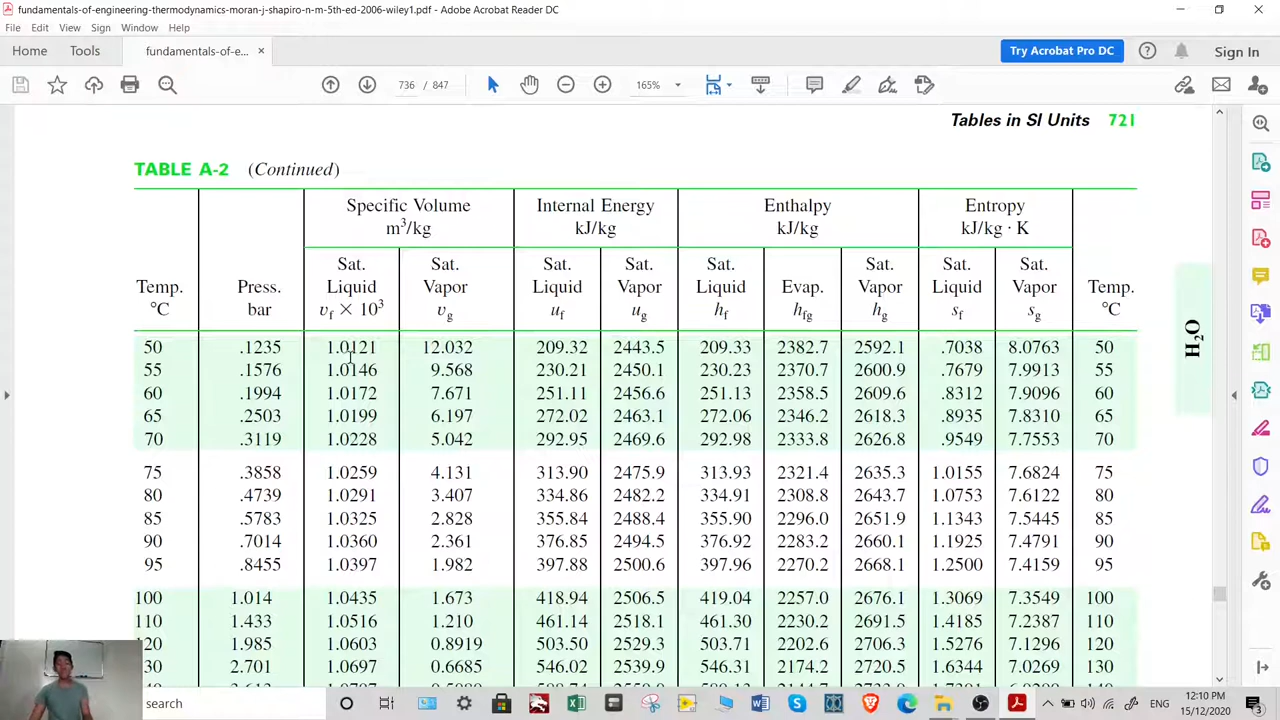 fundamentals-of-engineering-thermodynamics-moran-j-shapiro-n-m-5th-ed-2006-wiley1.pdf - Adobe Acrobat Reader DC
File Edit View Sign Window Help
Home Tools fundamentals-of-e... × Try Acrobat Pro DC Sign In
736 / 847 165%
Tables in SI Units 721
TABLE A-2 (Continued)
Specific Volume Internal Energy Enthalpy Entropy
m³/kg kJ/kg kJ/kg kJ/kg · K
Sat. Sat. Sat. Sat. Sat. Sat. Sat. Sat.
Temp. Press. Liquid Vapor Liquid Vapor Liquid Evap. Vapor Liquid Vapor Temp.
°C bar vf × 10³ vg uf ug hf hfg hg sf sg °C
50 .1235 1.0121 12.032 209.32 2443.5 209.33 2382.7 2592.1 .7038 8.0763 50
55 .1576 1.0146 9.568 230.21 2450.1 230.23 2370.7 2600.9 .7679 7.9913 55
60 .1994 1.0172 7.671 251.11 2456.6 251.13 2358.5 2609.6 .8312 7.9096 60
65 .2503 1.0199 6.197 272.02 2463.1 272.06 2346.2 2618.3 .8935 7.8310 65
70 .3119 1.0228 5.042 292.95 2469.6 292.98 2333.8 2626.8 .9549 7.7553 70
75 .3858 1.0259 4.131 313.90 2475.9 313.93 2321.4 2635.3 1.0155 7.6824 75
80 .4739 1.0291 3.407 334.86 2482.2 334.91 2308.8 2643.7 1.0753 7.6122 80
85 .5783 1.0325 2.828 355.84 2488.4 355.90 2296.0 2651.9 1.1343 7.5445 85
90 .7014 1.0360 2.361 376.85 2494.5 376.92 2283.2 2660.1 1.1925 7.4791 90
95 .8455 1.0397 1.982 397.88 2500.6 397.96 2270.2 2668.1 1.2500 7.4159 95
100 1.014 1.0435 1.673 418.94 2506.5 419.04 2257.0 2676.1 1.3069 7.3549 100
110 1.433 1.0516 1.210 461.14 2518.1 461.30 2230.2 2691.5 1.4185 7.2387 110
20 1.985 1.0603 0.8919 503.50 2529.3 503.71 2202.6 2706.3 1.5276 7.1296 120
30 2.701 1.0697 0.6685 546.02 2539.9 546.31 2174.2 2720.5 1.6344 7.0269 130
H₂O
search
ENG
12:10 PM
15/12/2020
3